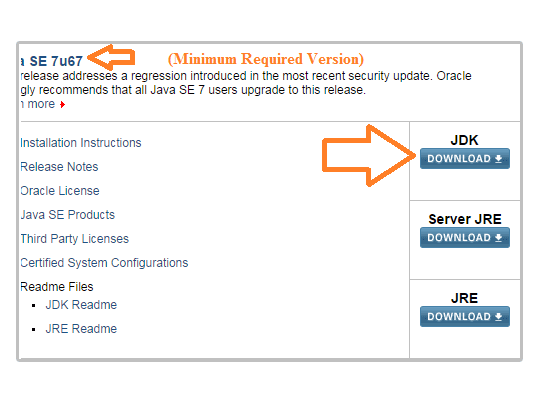 a SE 7u67 (Minimum Required Version)
release addresses a regression introduced in the most recent security update. Oracle
gly recommends that all Java SE 7 users upgrade to this release.
n more
Installation Instructions
Release Notes
Oracle License
Java SE Products
Third Party Licenses
Certified System Configurations
Readme Files
JDK Readme
JRE Readme
JDK
DOWNLOAD
Server JRE
DOWNLOAD
JRE
DOWNLOAD